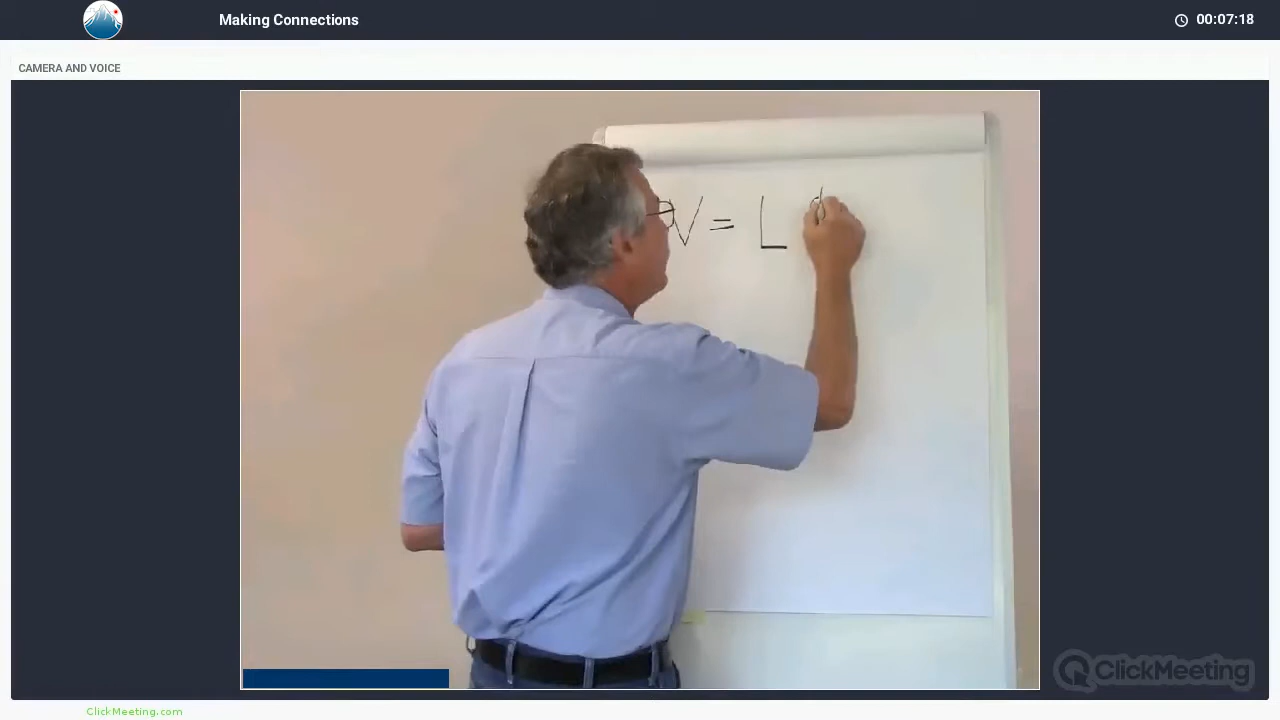 Making Connections
00:07:18
CAMERA AND VOICE
V = L d
ClickMeeting
ClickMeeting.com